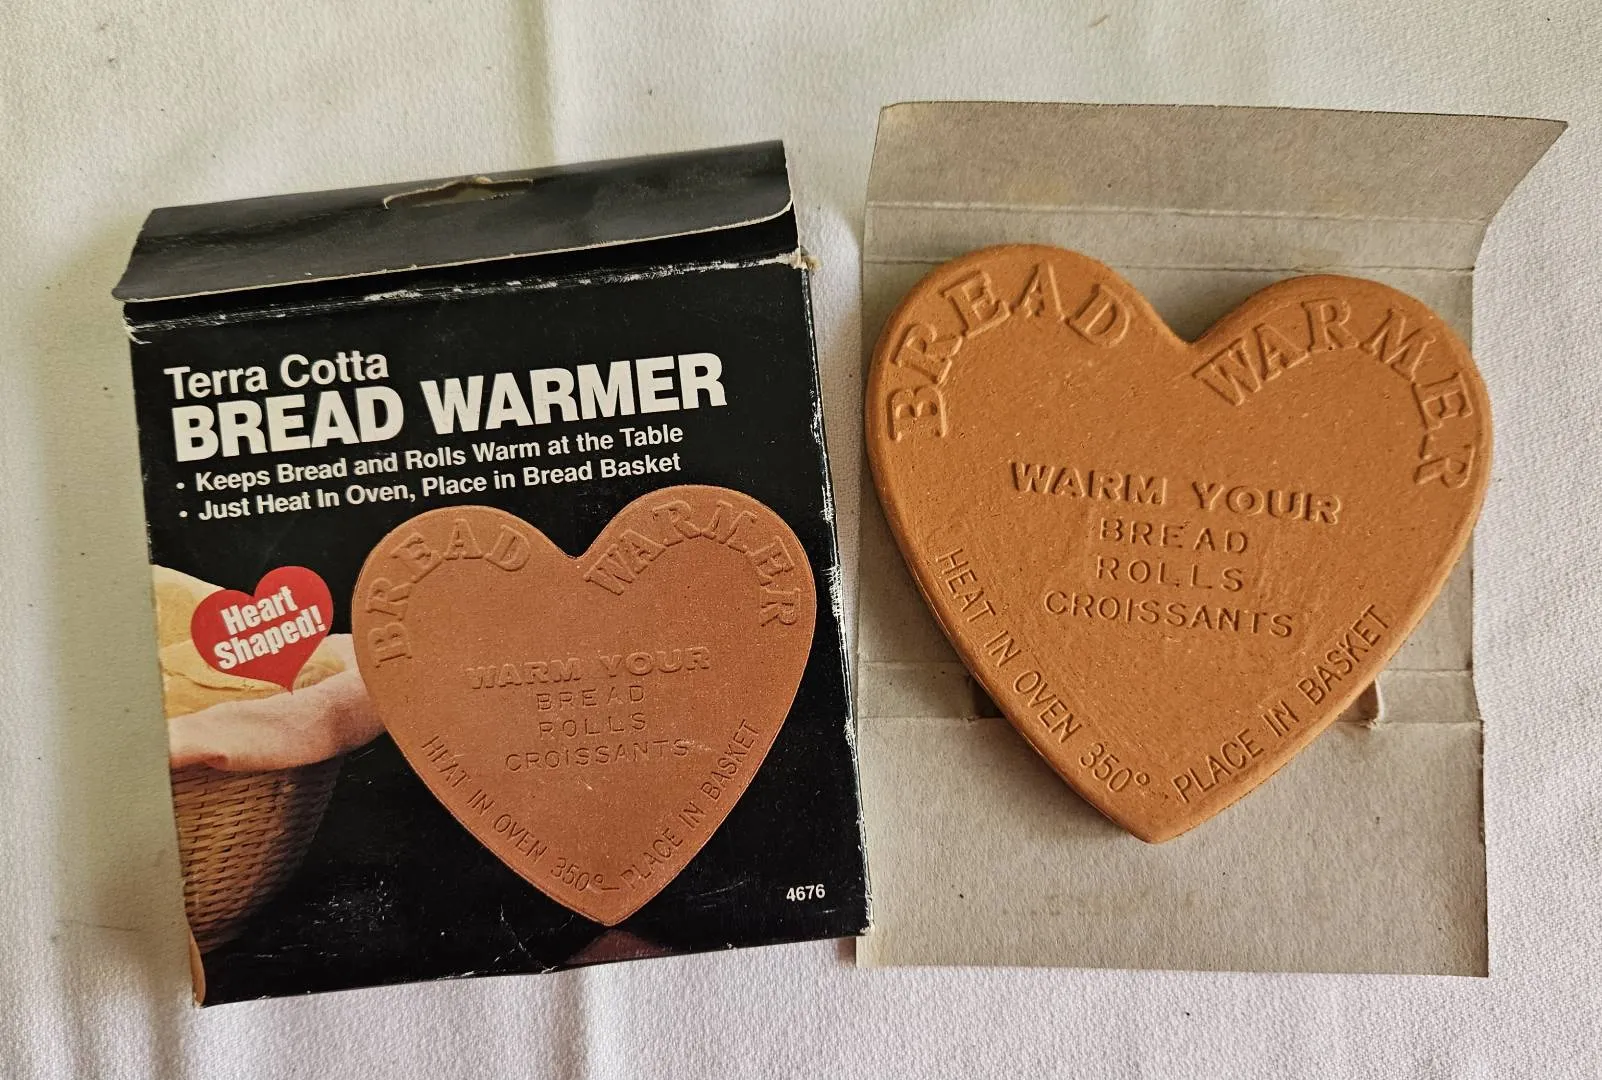 Terra Cotta
BREAD WARMER
• Keeps Bread and Rolls Warm at the Table
• Just Heat In Oven, Place in Bread Basket
Heart
Shaped!
BREAD WARMER
WARM YOUR
BREAD
ROLLS
CROISSANTS
HEAT IN OVEN 350° PLACE IN BASKET
4676
BREAD WARMER
WARM YOUR
BREAD
ROLLS
CROISSANTS
HEAT IN OVEN 350° PLACE IN BASKET